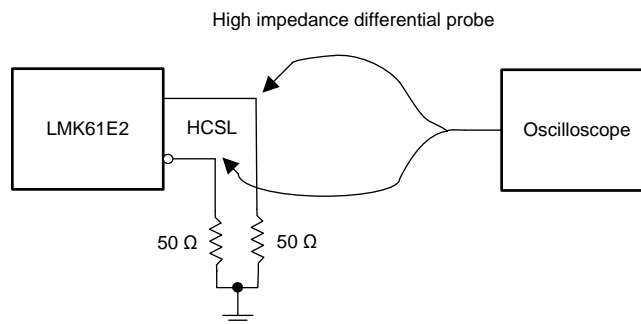 High impedance differential probe
LMK61E2
HCSL
Oscilloscope
50 Ω
50 Ω